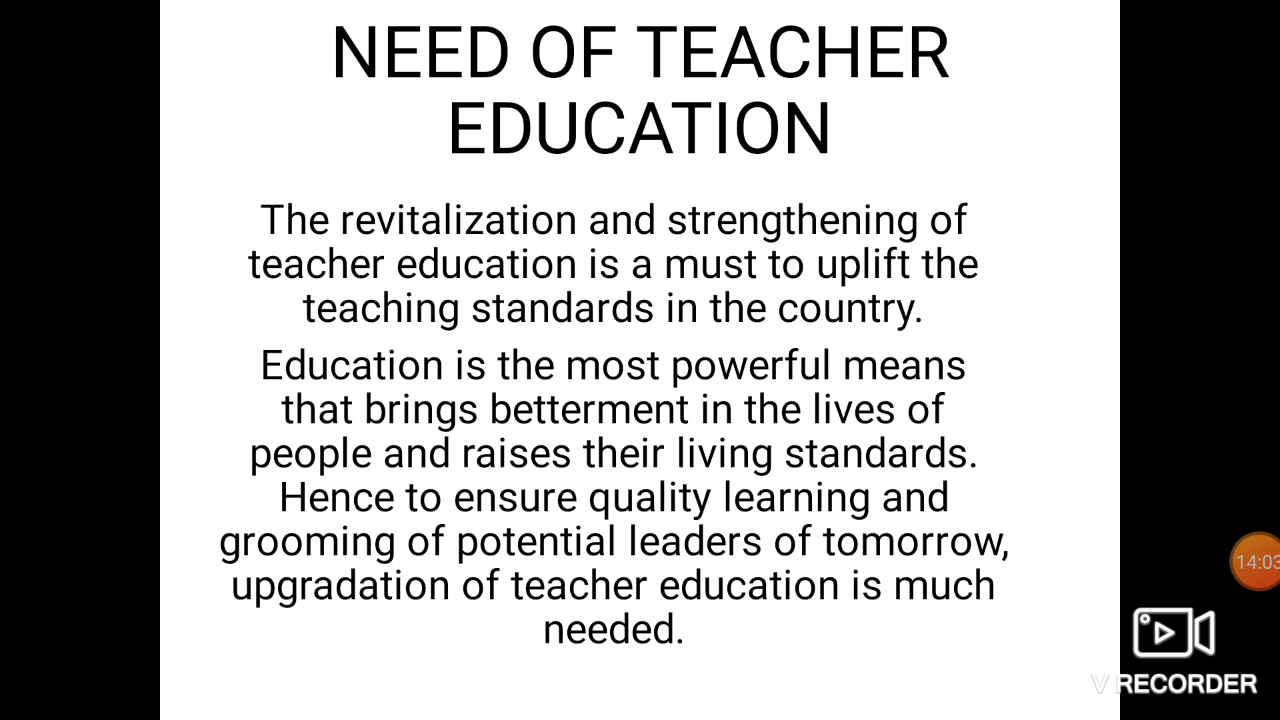 NEED OF TEACHER
EDUCATION
The revitalization and strengthening of
teacher education is a must to uplift the
teaching standards in the country.
Education is the most powerful means
that brings betterment in the lives of
people and raises their living standards.
Hence to ensure quality learning and
grooming of potential leaders of tomorrow,
upgradation of teacher education is much
needed.
14:03
V RECORDER